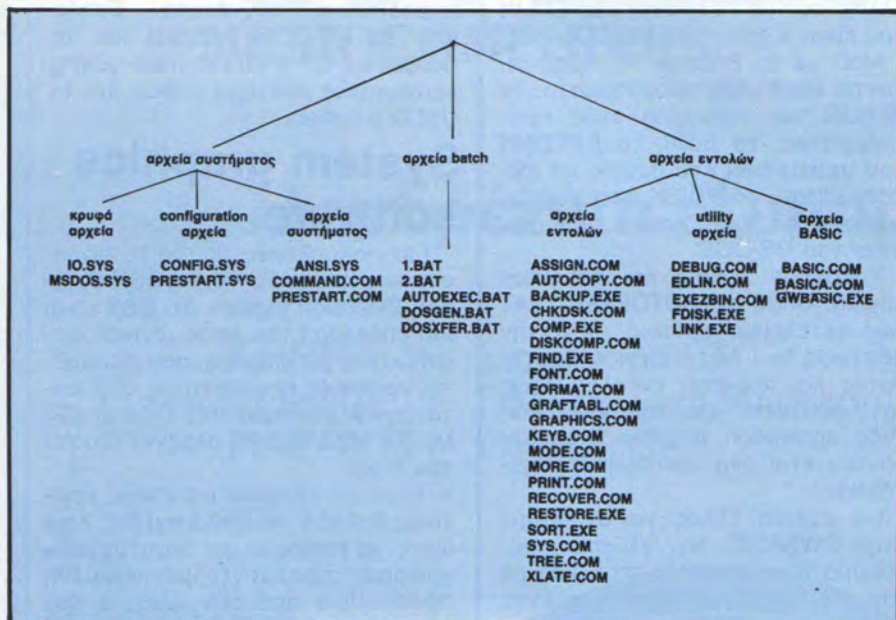 αρχεία συστήματος
αρχεία batch
αρχεία εντολών
κρυφά
αρχεία
IO.SYS
MSDOS.SYS
configuration
αρχεία
CONFIG.SYS
PRESTART.SYS
αρχεία
συστήματος
ANSI.SYS
COMMAND.COM
PRESTART.COM
1.BAT
2.BAT
AUTOEXEC.BAT
DOSGEN.BAT
DOSXFER.BAT
αρχεία
εντολών
ASSIGN.COM
AUTOCOPY.COM
BACKUP.EXE
CHKDSK.COM
COMP.EXE
DISKCOMP.COM
FIND.EXE
FONT.COM
FORMAT.COM
GRAFTABL.COM
GRAPHICS.COM
KEYB.COM
MODE.COM
MORE.COM
PRINT.COM
RECOVER.COM
RESTORE.EXE
SORT.EXE
SYS.COM
TREE.COM
XLATE.COM
utility
αρχεία
DEBUG.COM
EDLIN.COM
EXEZBIN.COM
FDISK.EXE
LINK.EXE
αρχεία
BASIC
BASIC.COM
BASICA.COM
GWBASIC.EXE